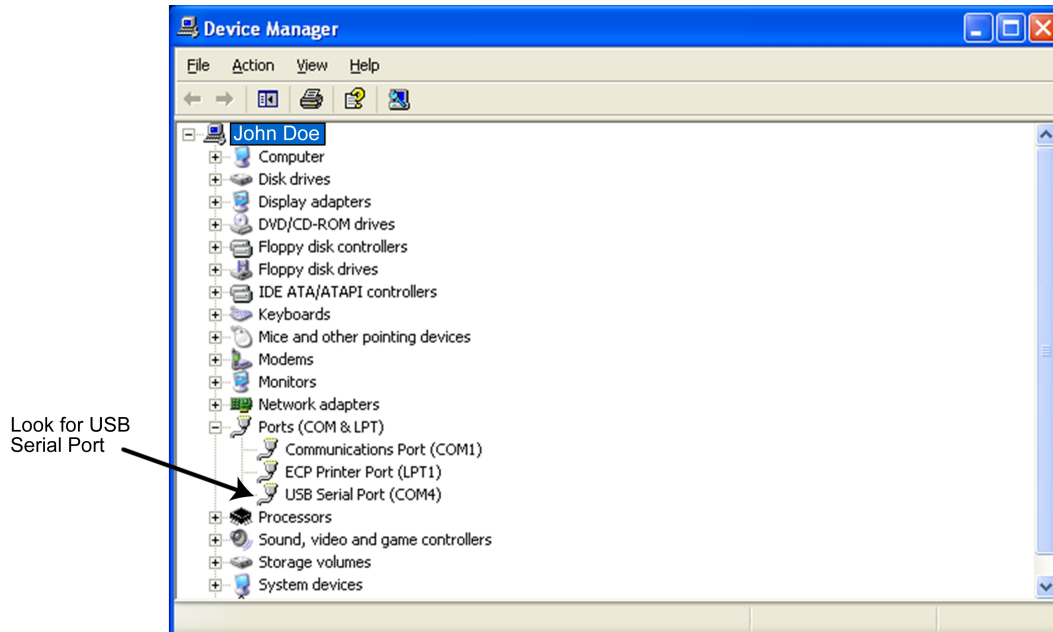 Device Manager
File Action View Help
John Doe
Computer
Disk drives
Display adapters
DVD/CD-ROM drives
Floppy disk controllers
Floppy disk drives
IDE ATA/ATAPI controllers
Keyboards
Mice and other pointing devices
Modems
Monitors
Network adapters
Look for USB
Serial Port
Ports (COM & LPT)
Communications Port (COM1)
ECP Printer Port (LPT1)
USB Serial Port (COM4)
Processors
Sound, video and game controllers
Storage volumes
System devices